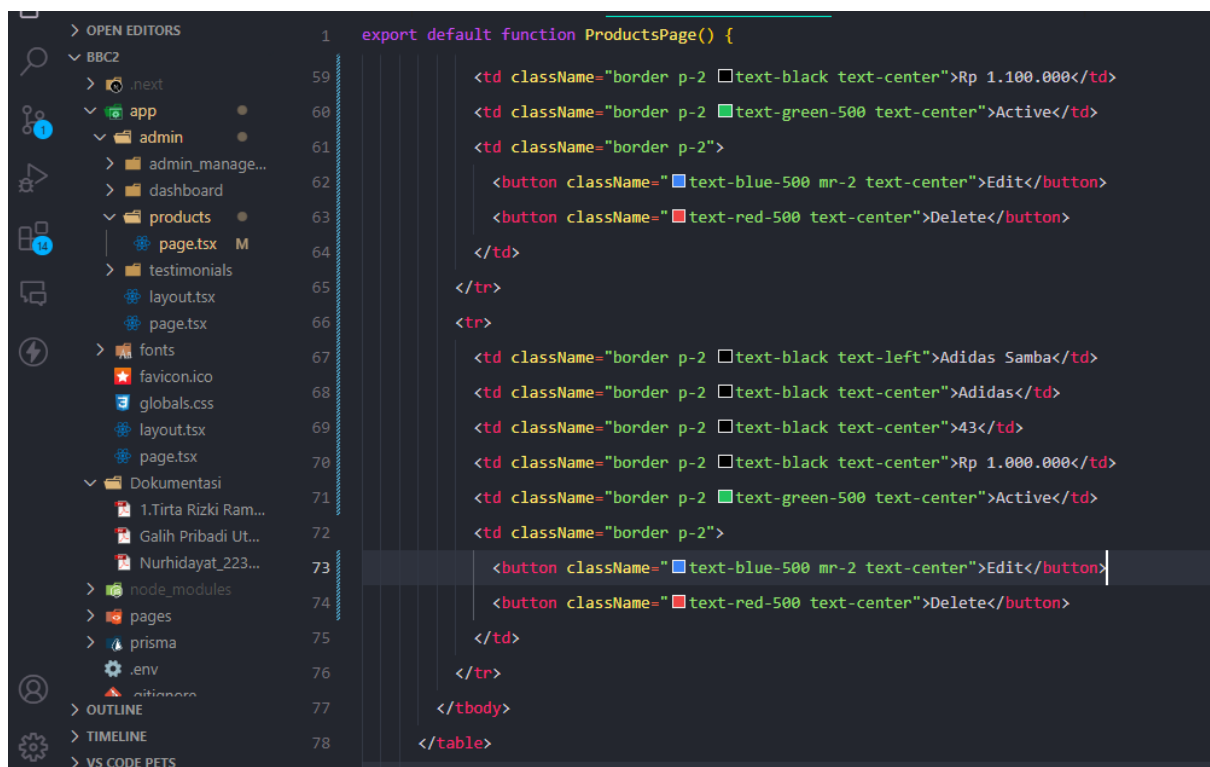 OPEN EDITORS
BBC2
.next
app
admin
admin_manage...
dashboard
products
page.tsx M
testimonials
layout.tsx
page.tsx
fonts
favicon.ico
globals.css
layout.tsx
page.tsx
Dokumentasi
1.Tirta Rizki Ram...
Galih Pribadi Ut...
Nurhidayat_223...
node_modules
pages
prisma
.env
.gitignore
OUTLINE
TIMELINE
VS CODE PETS
1
14
1 export default function ProductsPage() {
59 <td className="border p-2 text-black text-center">Rp 1.100.000</td>
60 <td className="border p-2 text-green-500 text-center">Active</td>
61 <td className="border p-2">
62 <button className="text-blue-500 mr-2 text-center">Edit</button>
63 <button className="text-red-500 text-center">Delete</button>
64 </td>
65 </tr>
66 <tr>
67 <td className="border p-2 text-black text-left">Adidas Samba</td>
68 <td className="border p-2 text-black text-center">Adidas</td>
69 <td className="border p-2 text-black text-center">43</td>
70 <td className="border p-2 text-black text-center">Rp 1.000.000</td>
71 <td className="border p-2 text-green-500 text-center">Active</td>
72 <td className="border p-2">
73 <button className="text-blue-500 mr-2 text-center">Edit</button>
74 <button className="text-red-500 text-center">Delete</button>
75 </td>
76 </tr>
77 </tbody>
78 </table>